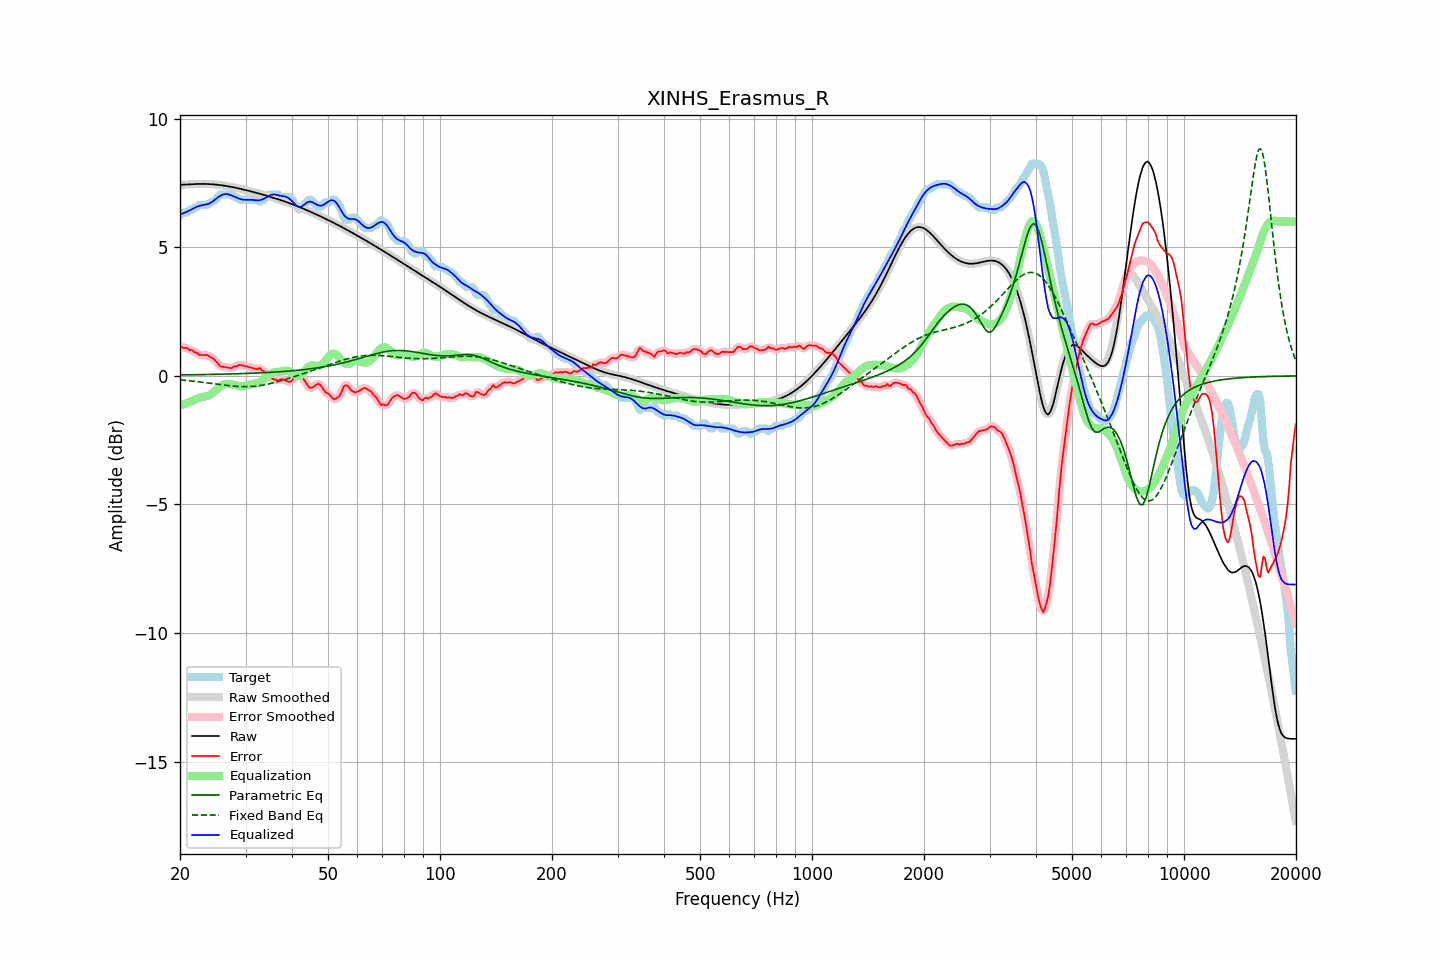 XINHS_Erasmus_R
Amplitude (dBr)
10
5
0
−5
−10
−15
Target
Raw Smoothed
Error Smoothed
Raw
Error
Equalization
Parametric Eq
Fixed Band Eq
Equalized
20 50 100 200 500 1000 2000 5000 10000 20000
Frequency (Hz)